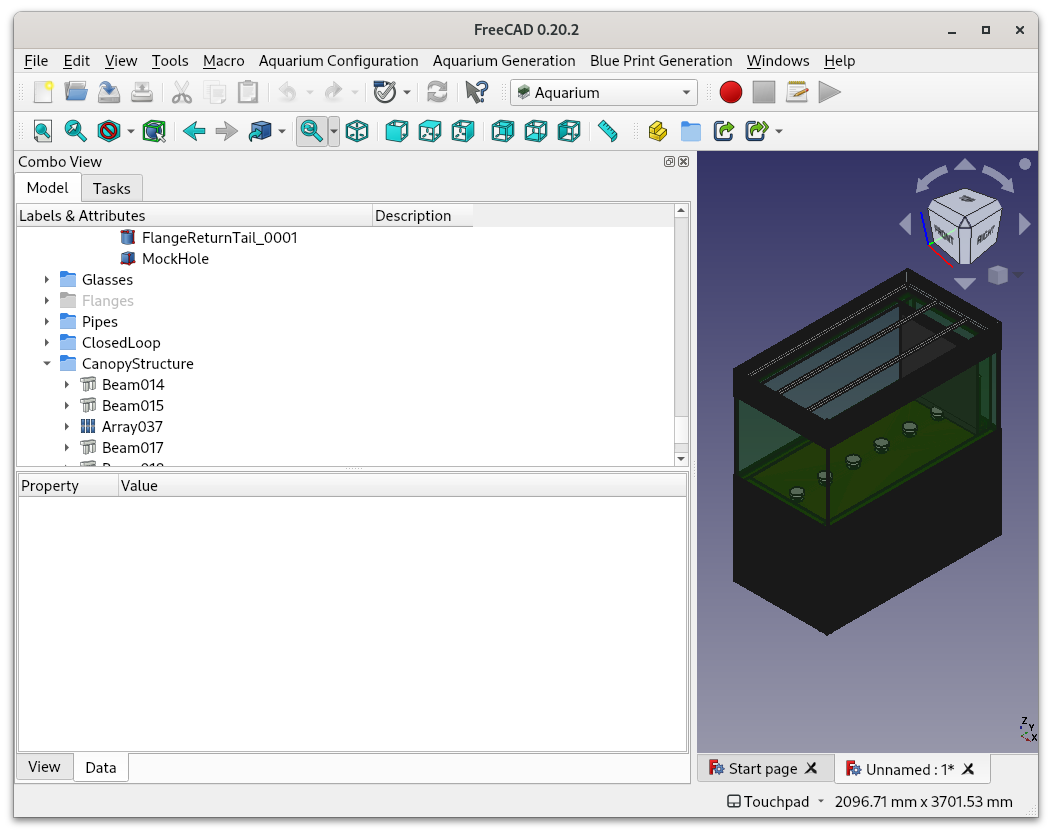 FreeCAD 0.20.2
File Edit View Tools Macro Aquarium Configuration Aquarium Generation Blue Print Generation Windows Help
Aquarium
Combo View
Model Tasks
Labels & Attributes Description
FlangeReturnTail_0001
MockHole
Glasses
Flanges
Pipes
ClosedLoop
CanopyStructure
Beam014
Beam015
Array037
Beam017
Property Value
FRONT RIGHT
Z
Y
X
View Data
Start page Unnamed : 1*
Touchpad 2096.71 mm x 3701.53 mm